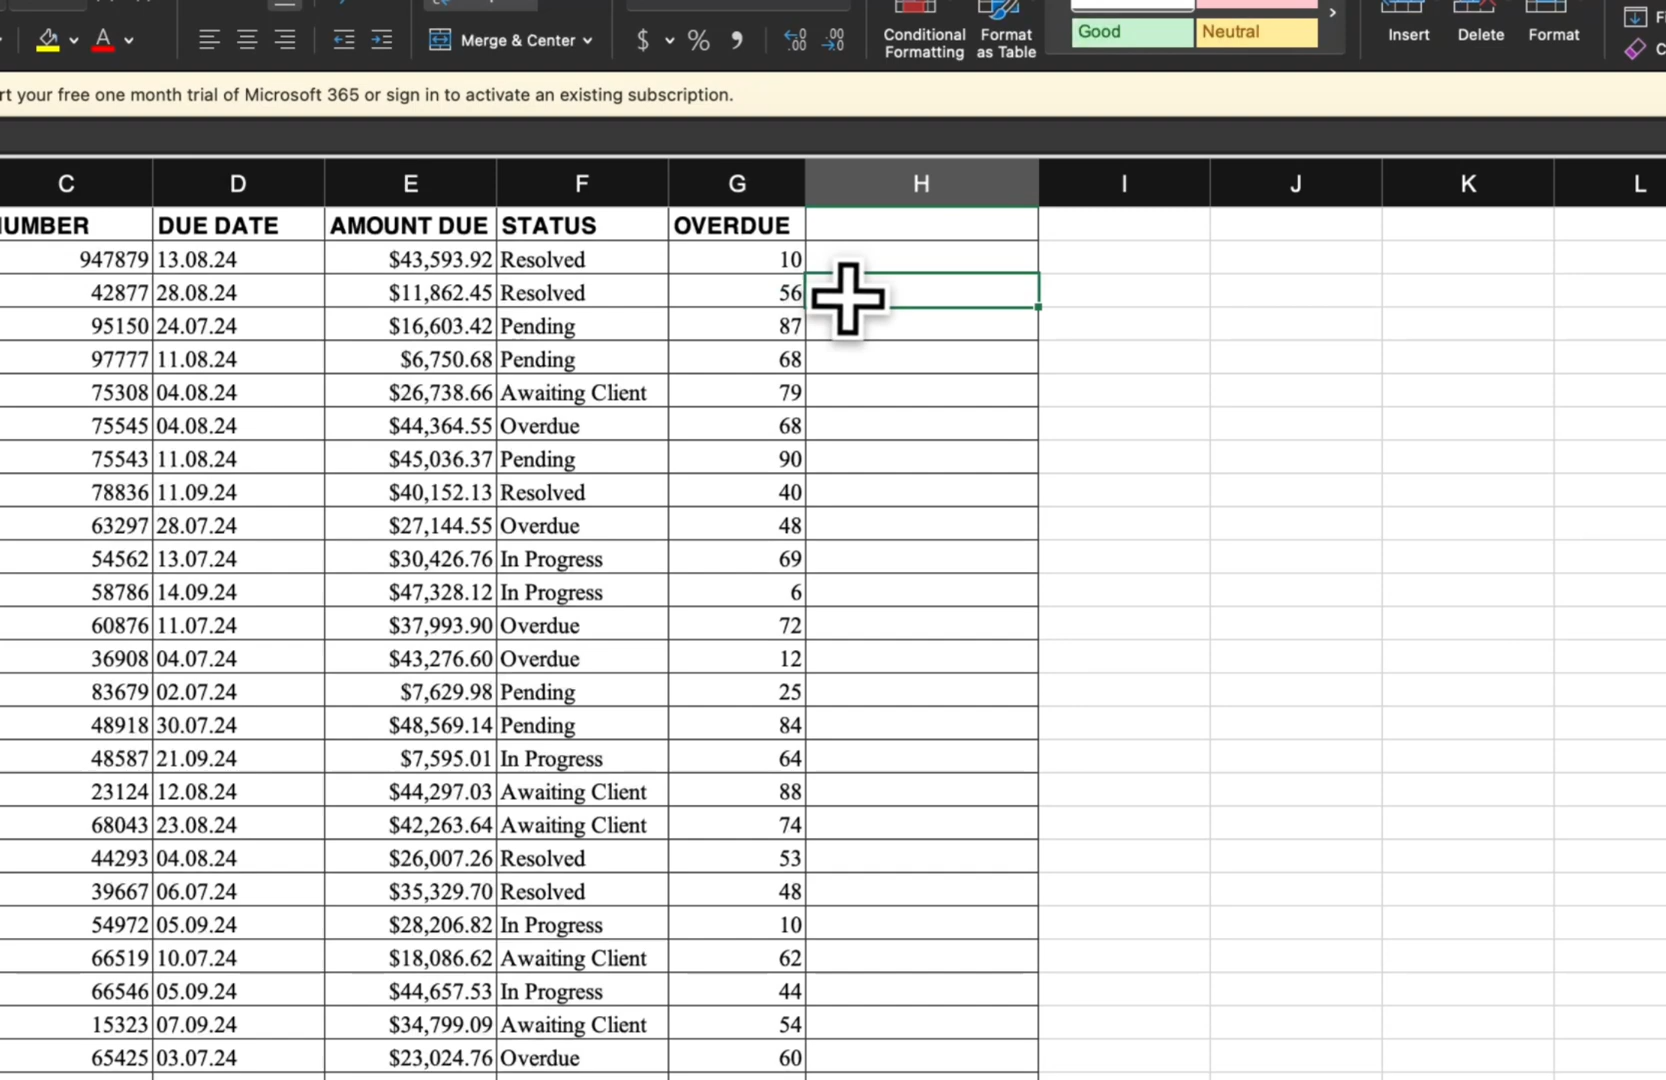 Merge & Center
$
%
Conditional
Formatting
Format
as Table
Good
Neutral
Insert
Delete
Format
rt your free one month trial of Microsoft 365 or sign in to activate an existing subscription.
C D E F G H I J K L
UMBER DUE DATE AMOUNT DUE STATUS OVERDUE
947879 13.08.24 $43,593.92 Resolved 10
42877 28.08.24 $11,862.45 Resolved 56
95150 24.07.24 $16,603.42 Pending 87
97777 11.08.24 $6,750.68 Pending 68
75308 04.08.24 $26,738.66 Awaiting Client 79
75545 04.08.24 $44,364.55 Overdue 68
75543 11.08.24 $45,036.37 Pending 90
78836 11.09.24 $40,152.13 Resolved 40
63297 28.07.24 $27,144.55 Overdue 48
54562 13.07.24 $30,426.76 In Progress 69
58786 14.09.24 $47,328.12 In Progress 6
60876 11.07.24 $37,993.90 Overdue 72
36908 04.07.24 $43,276.60 Overdue 12
83679 02.07.24 $7,629.98 Pending 25
48918 30.07.24 $48,569.14 Pending 84
48587 21.09.24 $7,595.01 In Progress 64
23124 12.08.24 $44,297.03 Awaiting Client 88
68043 23.08.24 $42,263.64 Awaiting Client 74
44293 04.08.24 $26,007.26 Resolved 53
39667 06.07.24 $35,329.70 Resolved 48
54972 05.09.24 $28,206.82 In Progress 10
66519 10.07.24 $18,086.62 Awaiting Client 62
66546 05.09.24 $44,657.53 In Progress 44
15323 07.09.24 $34,799.09 Awaiting Client 54
65425 03.07.24 $23,024.76 Overdue 60